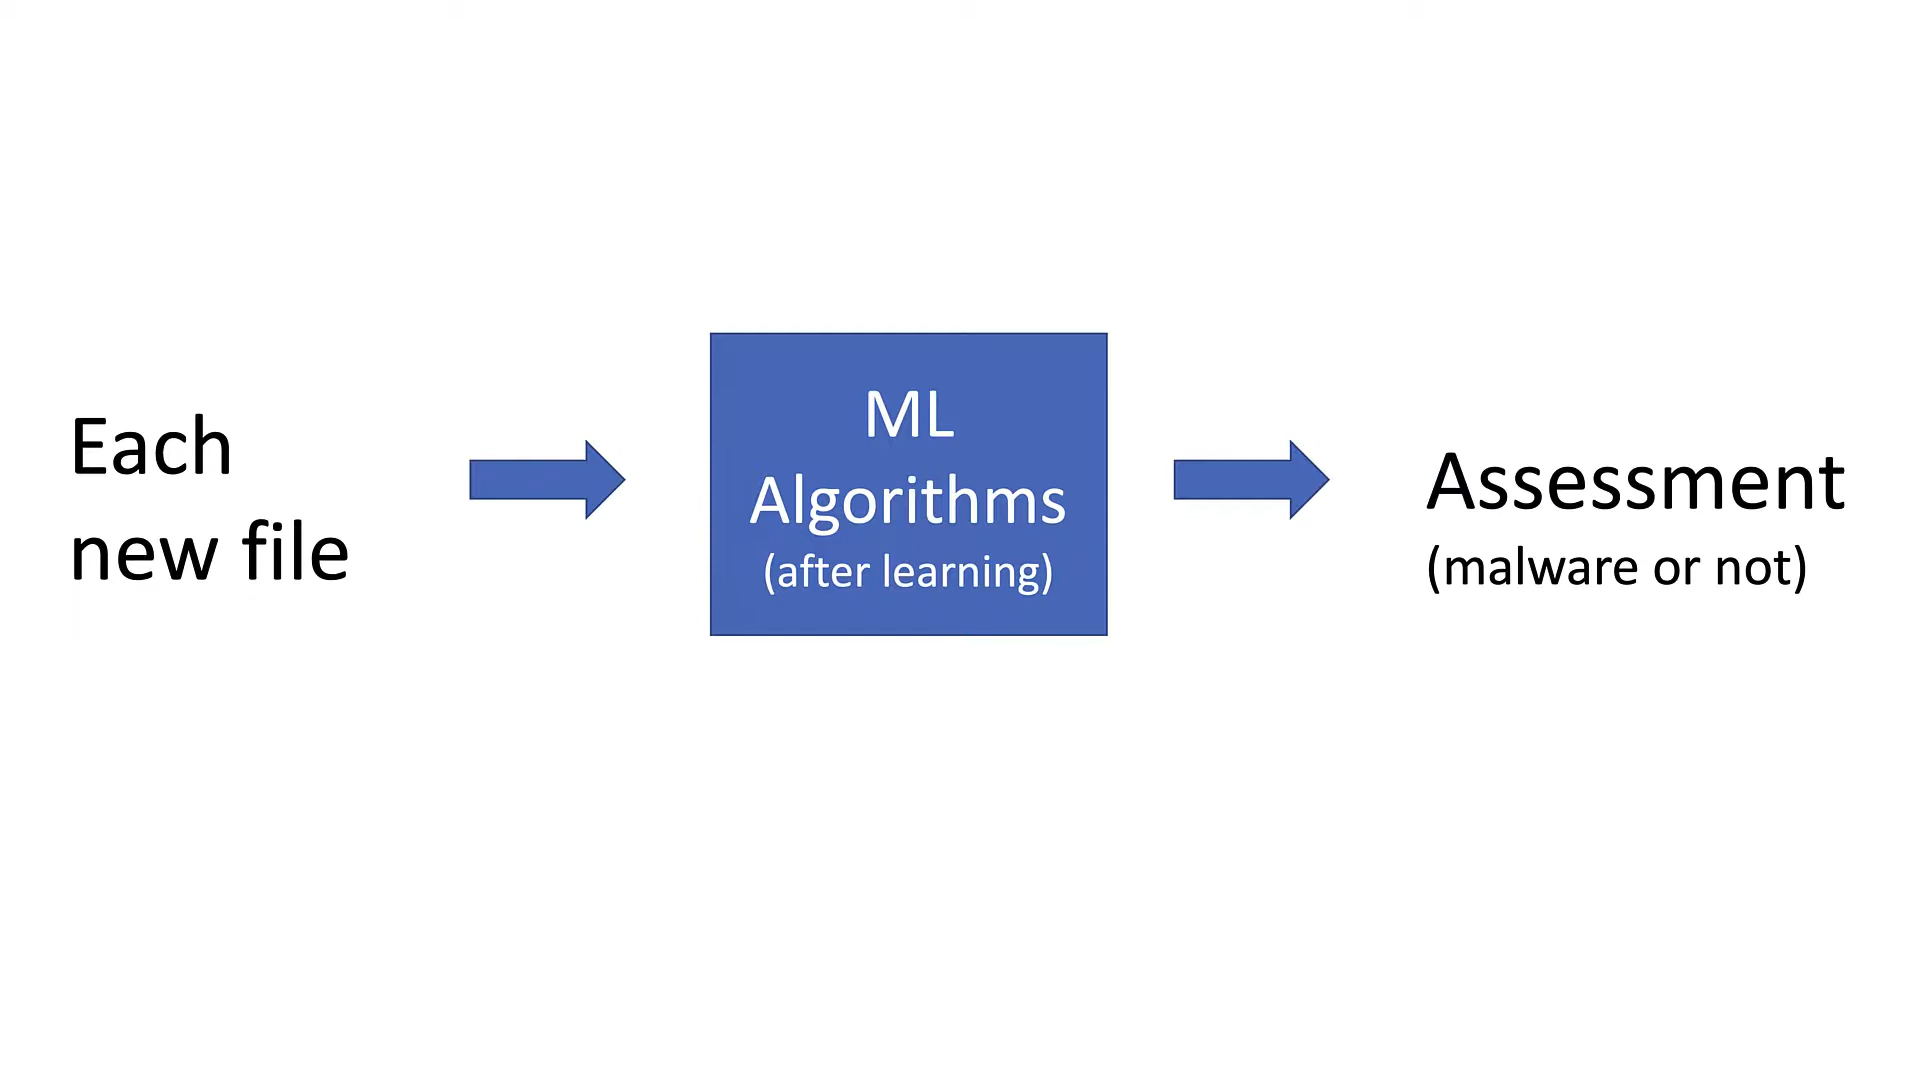 Each
new file
ML
Algorithms
(after learning)
Assessment
(malware or not)